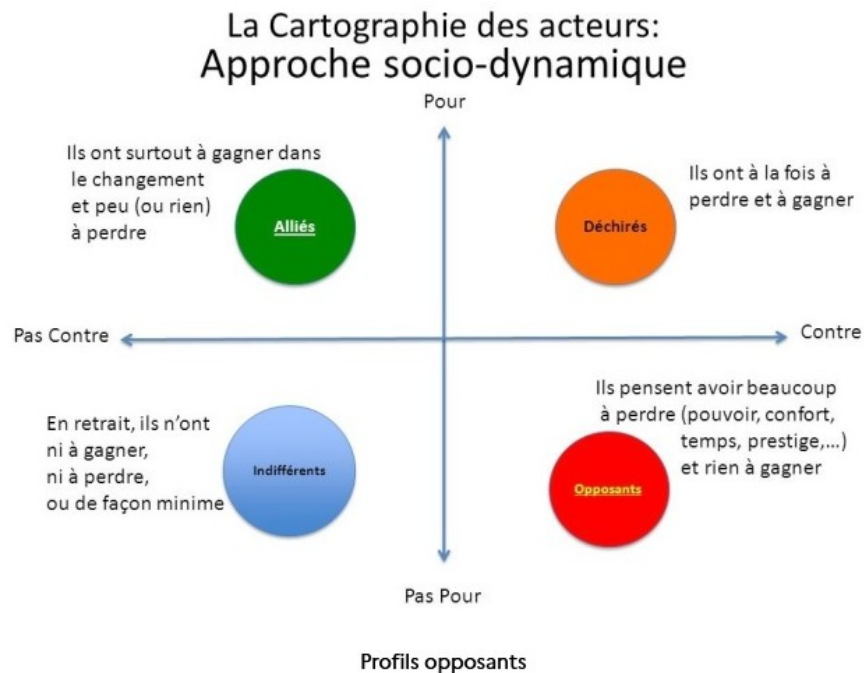 La Cartographie des acteurs:
Approche socio-dynamique
Pour
Ils ont surtout à gagner dans
le changement
et peu (ou rien)
à perdre
Alliés
Déchirés
Ils ont à la fois à
perdre et à gagner
Pas Contre
Contre
En retrait, ils n’ont
ni à gagner,
ni à perdre,
ou de façon minime
Indifférents
Ils pensent avoir beaucoup
à perdre (pouvoir, confort,
temps, prestige,...)
et rien à gagner
Opposants
Pas Pour
Profils opposants